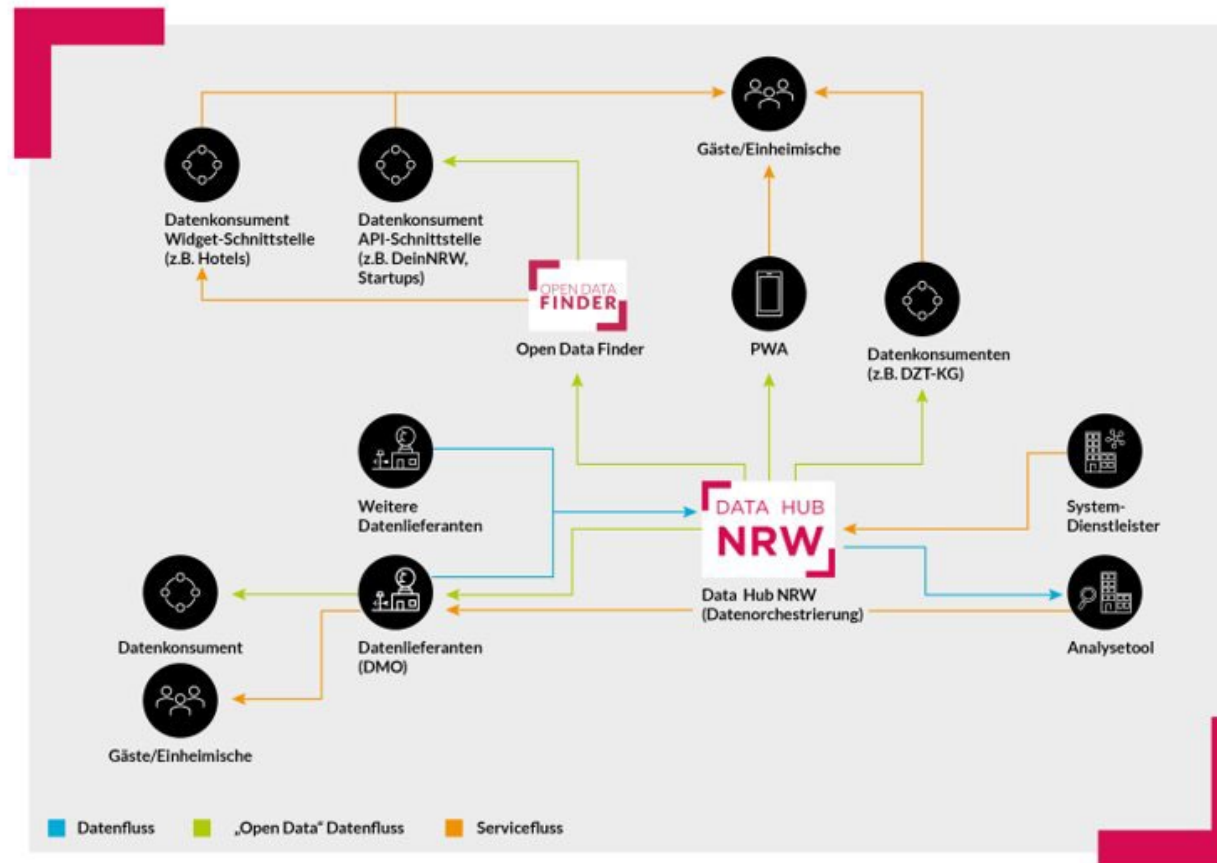 Gäste/Einheimische
Datenkonsument
Widget-Schnittstelle
(z.B. Hotels)
Datenkonsument
API-Schnittstelle
(z.B. DeinNRW,
Startups)
OPEN DATA
FINDER
Open Data Finder
PWA
Datenkonsumenten
(z.B. DZT-KG)
Weitere
Datenlieferanten
DATA HUB
NRW
Data Hub NRW
(Datenorchestrierung)
System-
Dienstleister
Datenkonsument
Datenlieferanten
(DMO)
Analysetool
Gäste/Einheimische
Datenfluss
„Open Data“ Datenfluss
Servicefluss